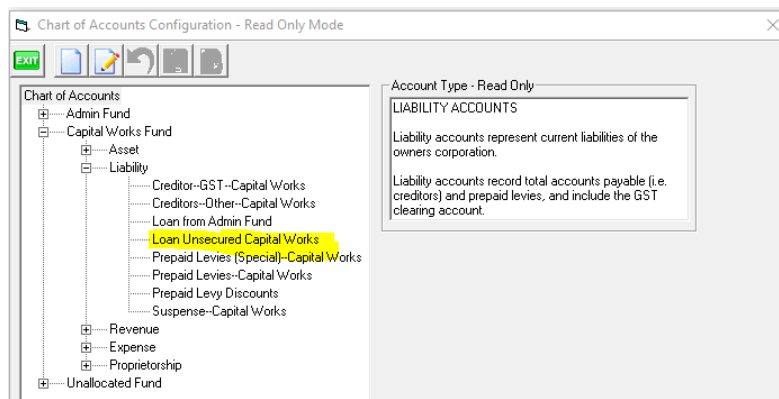 Chart of Accounts Configuration - Read Only Mode
EXIT
Chart of Accounts
Admin Fund
Capital Works Fund
Asset
Liability
Creditor--GST--Capital Works
Creditors--Other--Capital Works
Loan from Admin Fund
Loan Unsecured Capital Works
Prepaid Levies (Special)--Capital Works
Prepaid Levies--Capital Works
Prepaid Levy Discounts
Suspense--Capital Works
Revenue
Expense
Proprietorship
Unallocated Fund
Account Type - Read Only
LIABILITY ACCOUNTS
Liability accounts represent current liabilities of the
owners corporation.
Liability accounts record total accounts payable (i.e.
creditors) and prepaid levies, and include the GST
clearing account.